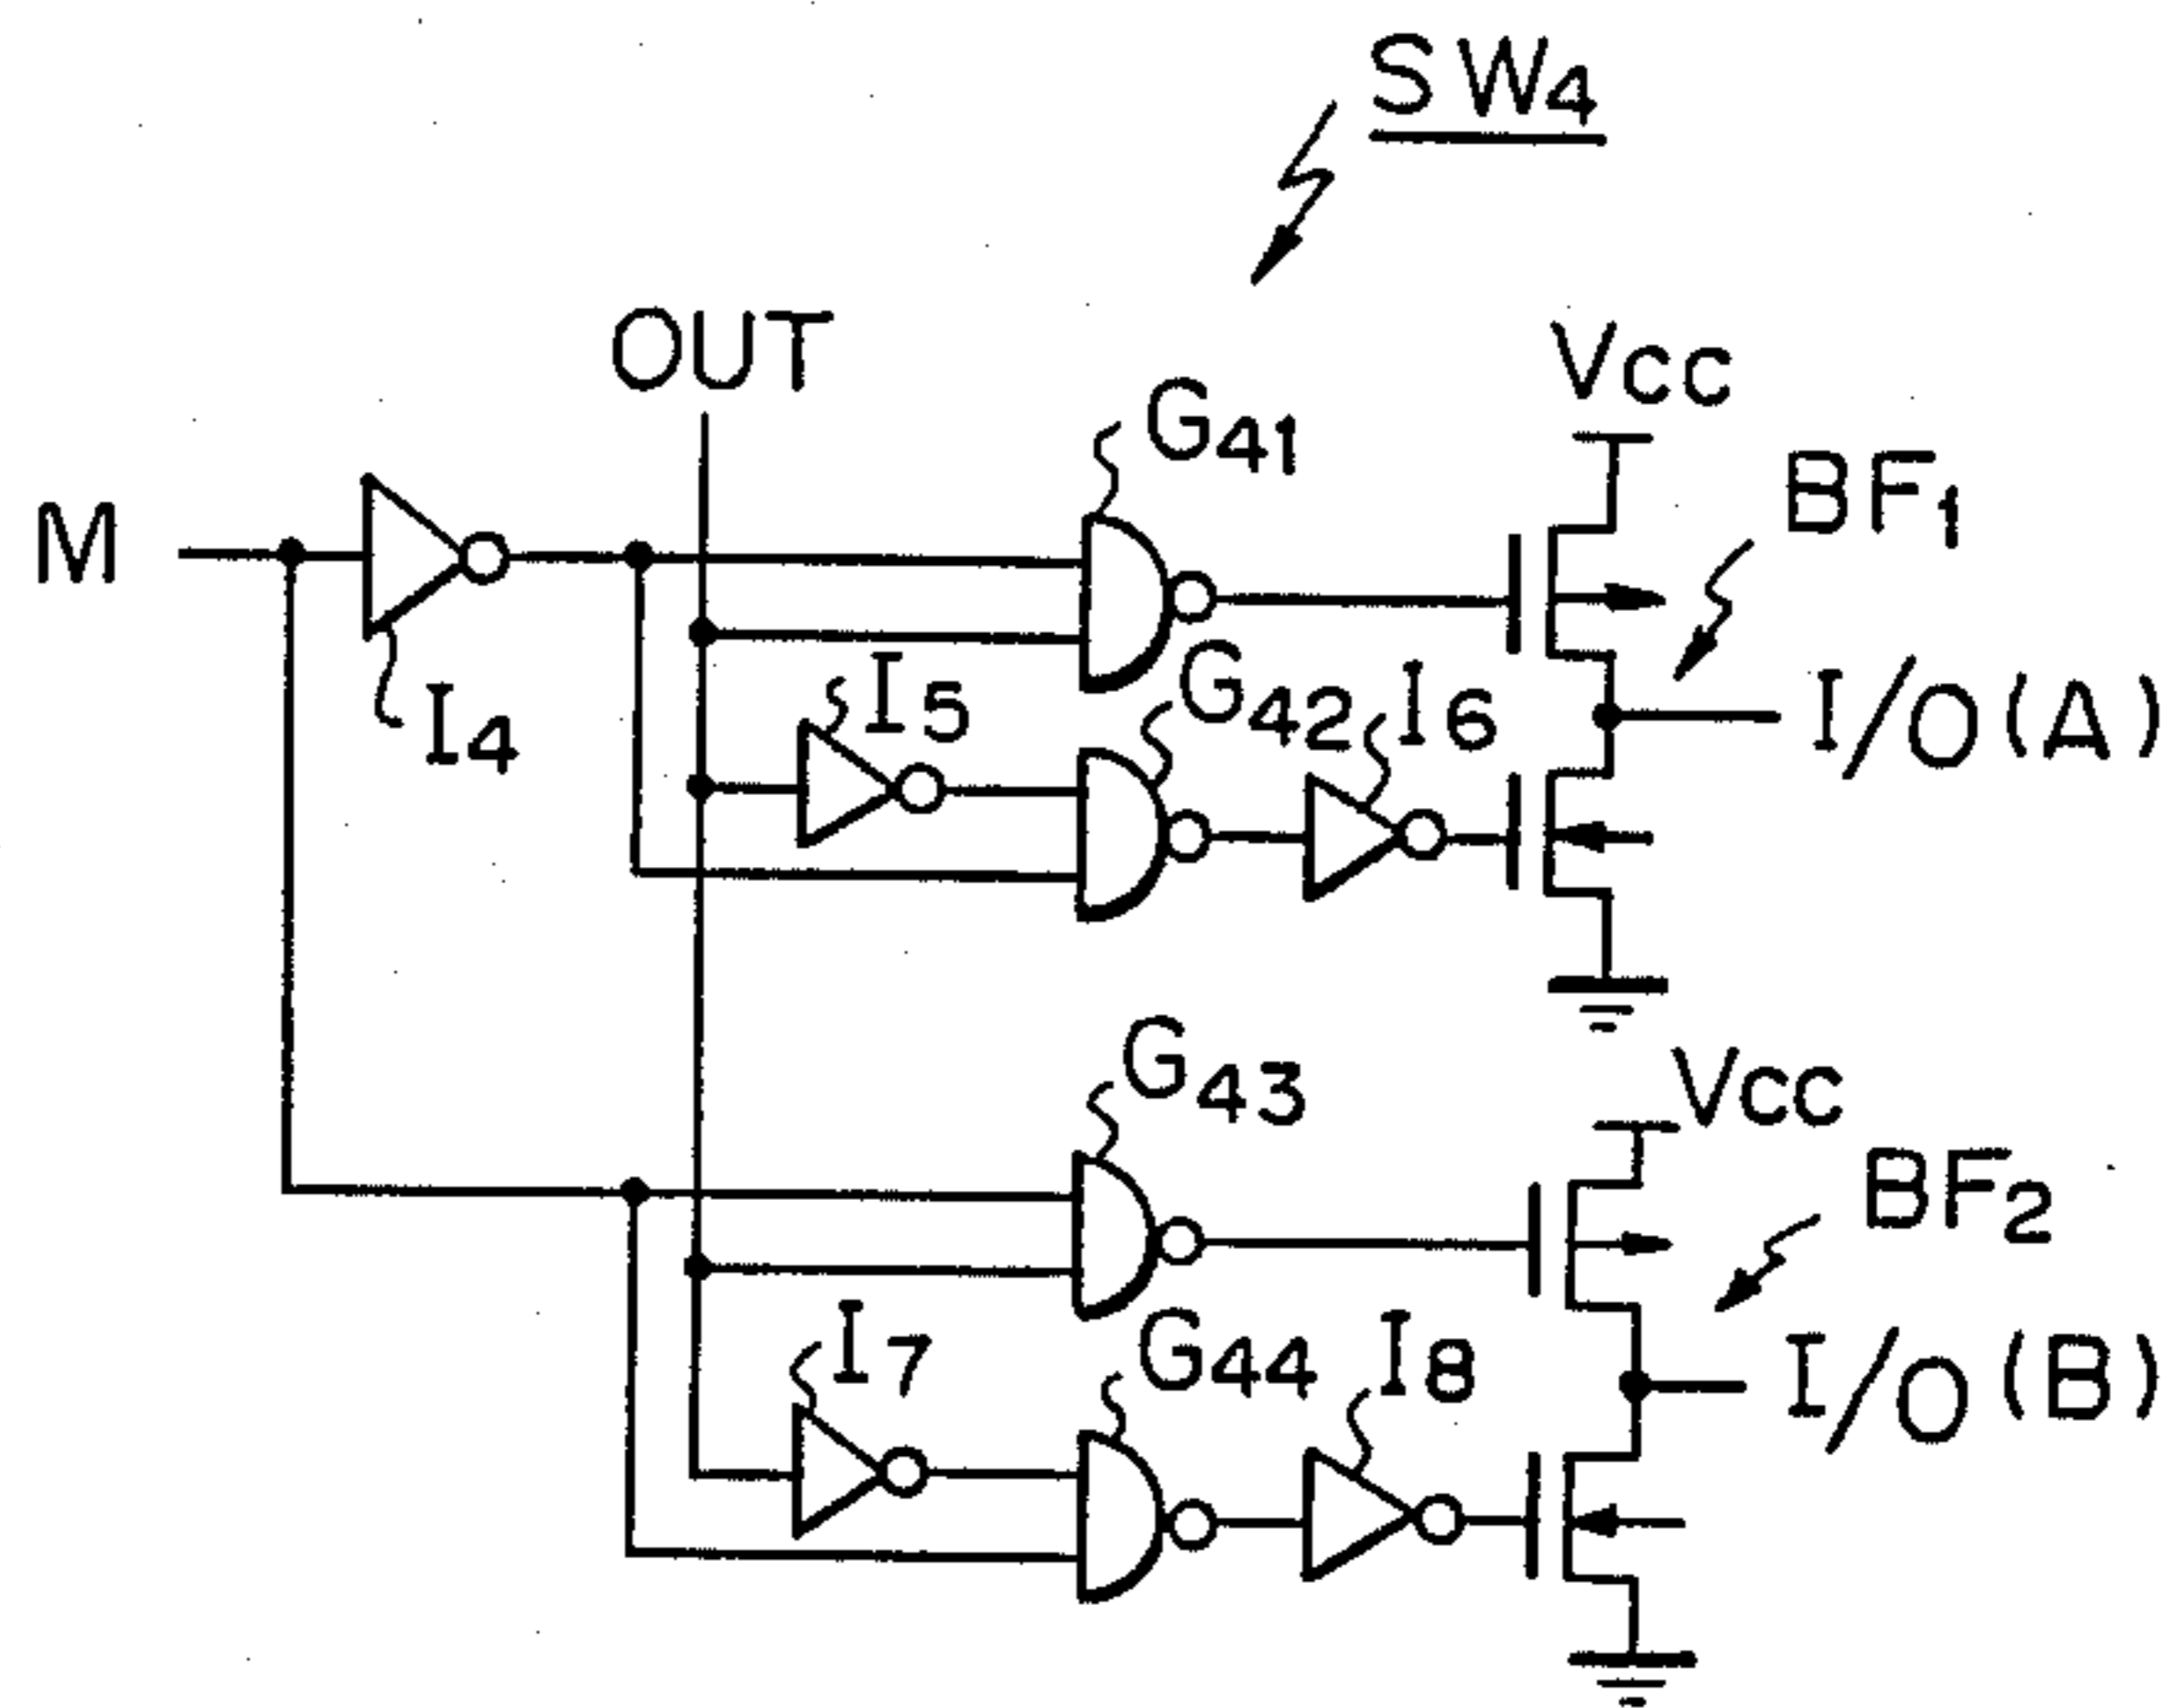 SW4
OUT
Vcc
G41
BF1
M
I5
G42
I6
I/O(A)
I4
G43
Vcc
BF2
I7
G44
I8
I/O(B)